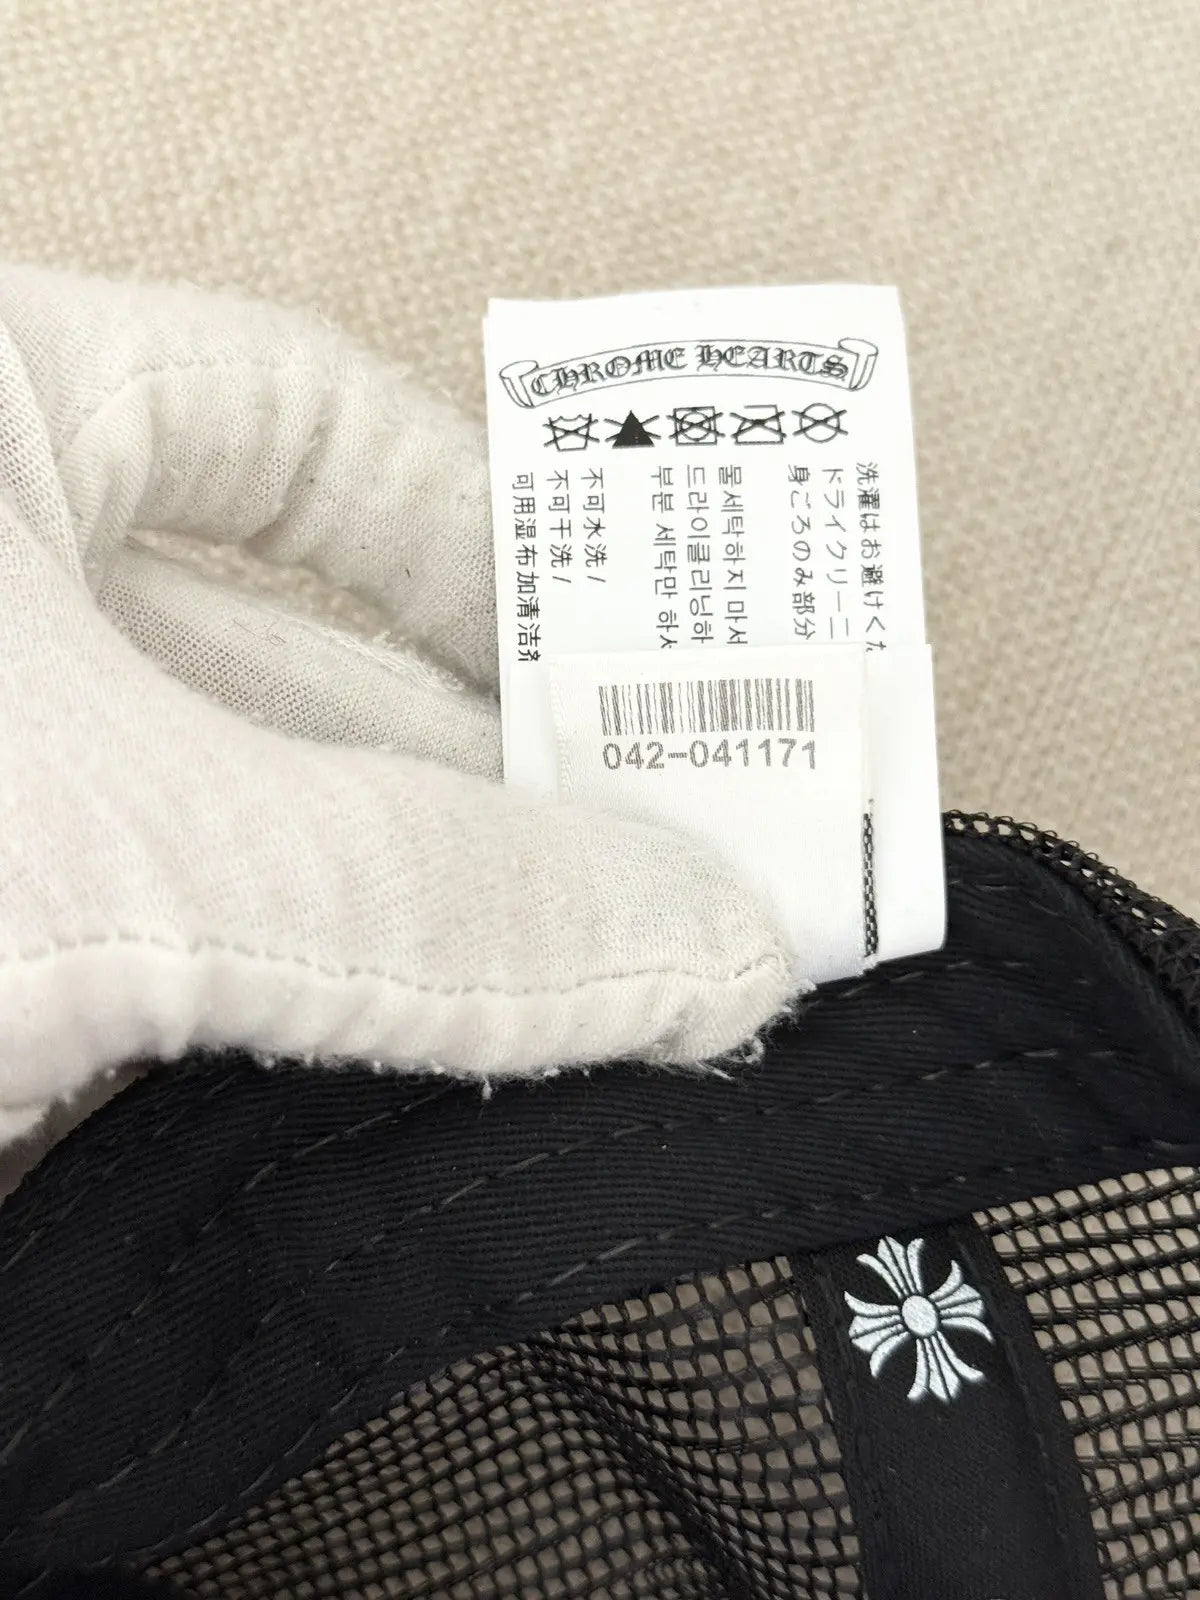 CHROME HEARTS
洗濯はお避けくた
ドライクリーニ
身ごろのみ部分
물세탁하지 마서
드라이클리닝하
부분 세탁만 하
不可水洗/
不可干洗/
可用湿布加清洁剂
042-041171